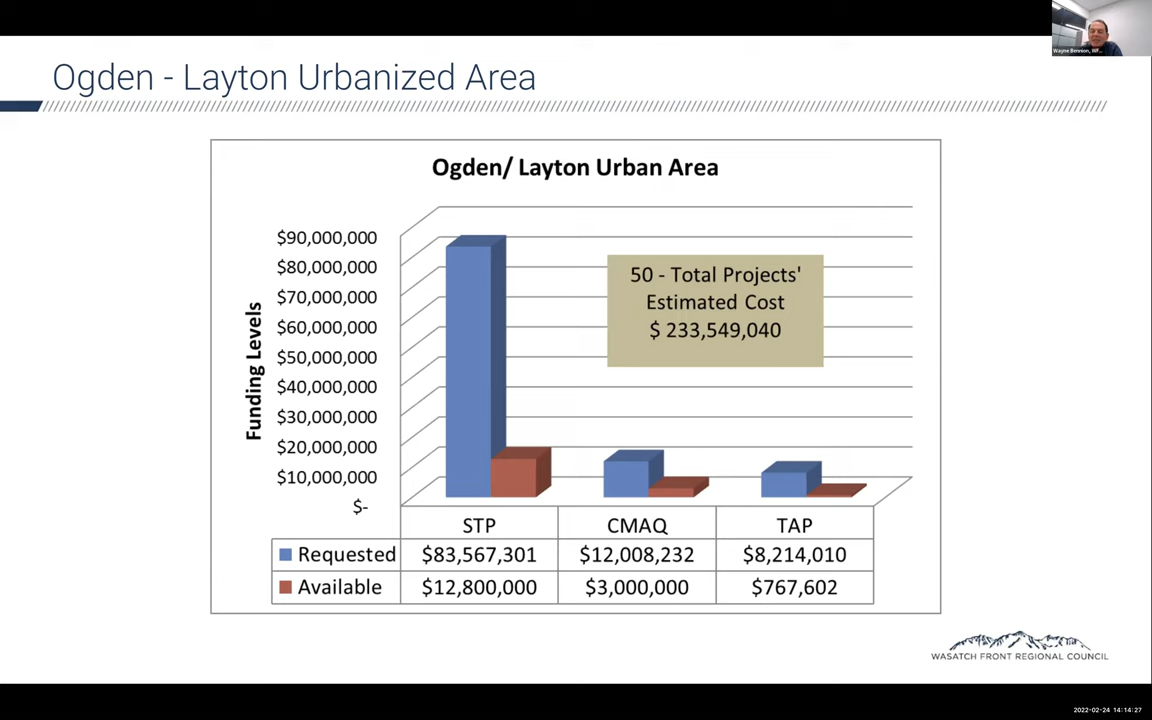 Wayne Bennion, WF...
Ogden - Layton Urbanized Area
Ogden/ Layton Urban Area
Funding Levels
$90,000,000
$80,000,000
$70,000,000
$60,000,000
$50,000,000
$40,000,000
$30,000,000
$20,000,000
$10,000,000
$-
50 - Total Projects'
Estimated Cost
$ 233,549,040
STP CMAQ TAP
Requested $83,567,301 $12,008,232 $8,214,010
Available $12,800,000 $3,000,000 $767,602
WASATCH FRONT REGIONAL COUNCIL
2022-02-24 14:14:27